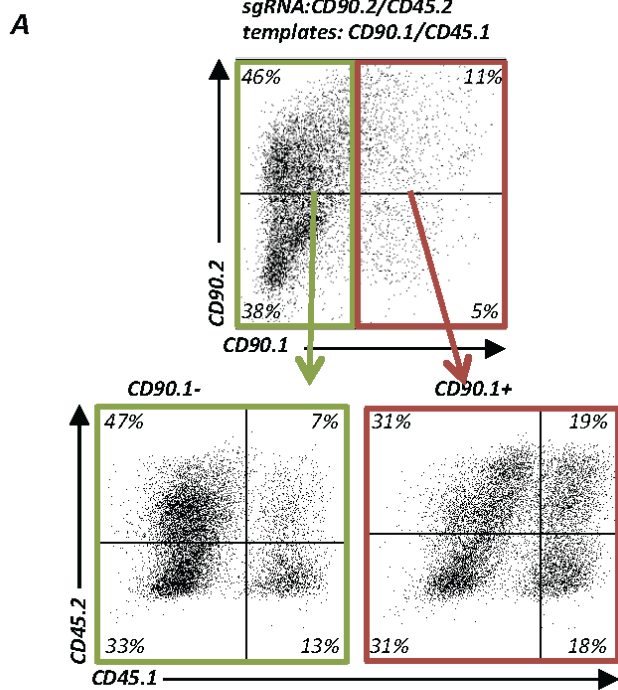 A
sgRNA:CD90.2/CD45.2
templates: CD90.1/CD45.1
46% 11%
CD90.2
38% 5%
CD90.1
CD90.1- CD90.1+
47% 7% 31% 19%
CD45.2
33% 13% 31% 18%
CD45.1